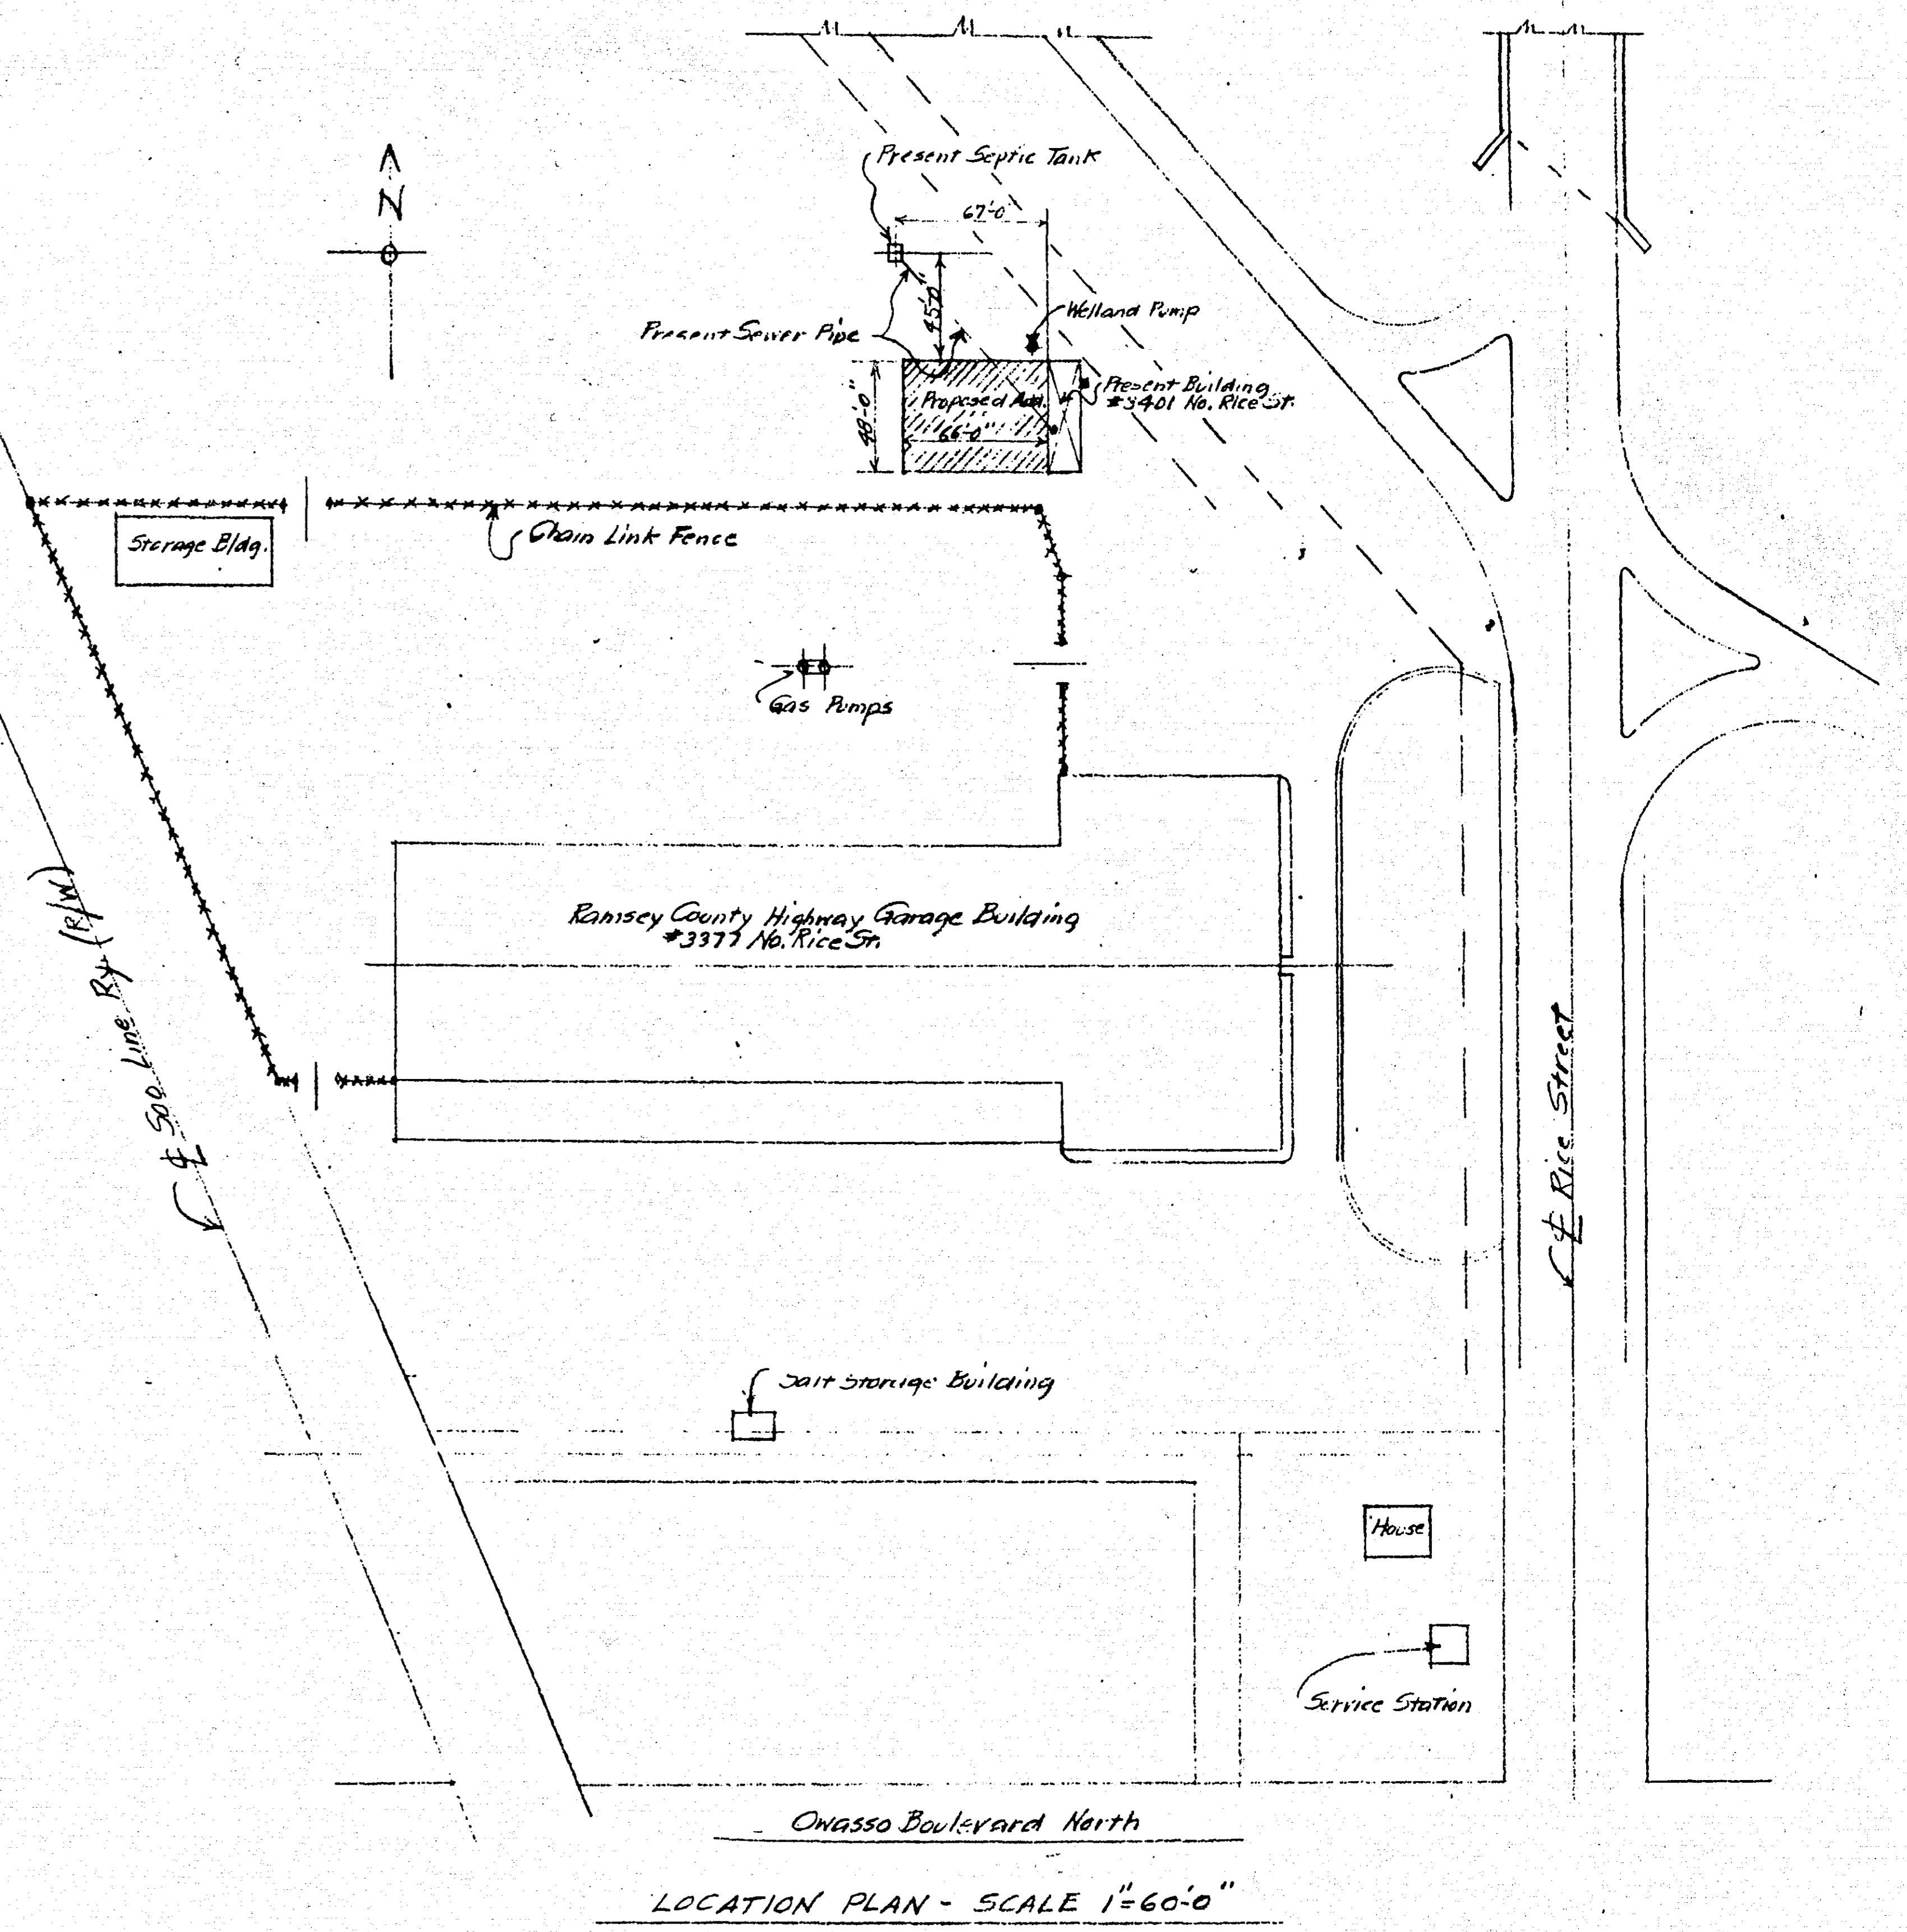 N
Present Septic Tank
67'-0"
45'-0"
Well and Pump
Present Sewer Pipe
Present Building
#3401 No. Rice St.
Proposed Add.
48'-0"
66'-0"
Storage Bldg.
Chain Link Fence
Gas Pumps
Ramsey County Highway Garage Building
#3377 No. Rice St.
℄ Soo Line Ry. (R/W)
℄ Rice Street
Salt Storage Building
House
Service Station
Owasso Boulevard North
LOCATION PLAN - SCALE 1"=60'-0"